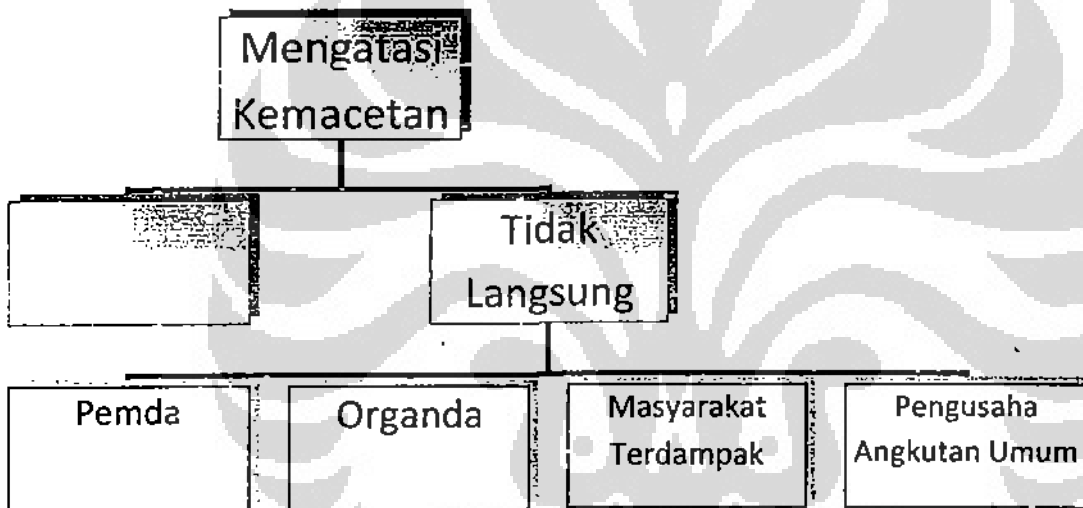 Mengatasi
Kemacetan
Tidak
Langsung
Pemda
Organda
Masyarakat
Terdampak
Pengusaha
Angkutan Umum